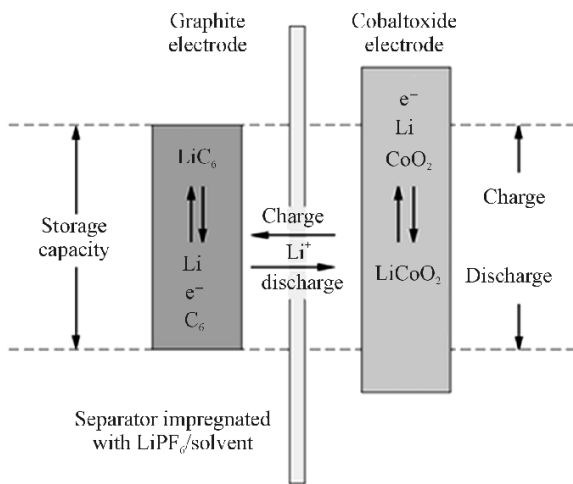 Graphite
electrode
Cobaltoxide
electrode
e⁻
Li
CoO₂
LiC₆
Charge
Charge
Storage
capacity
Li⁺
Li
discharge
LiCoO₂
Discharge
e⁻
C₆
Separator impregnated
with LiPF₆/solvent